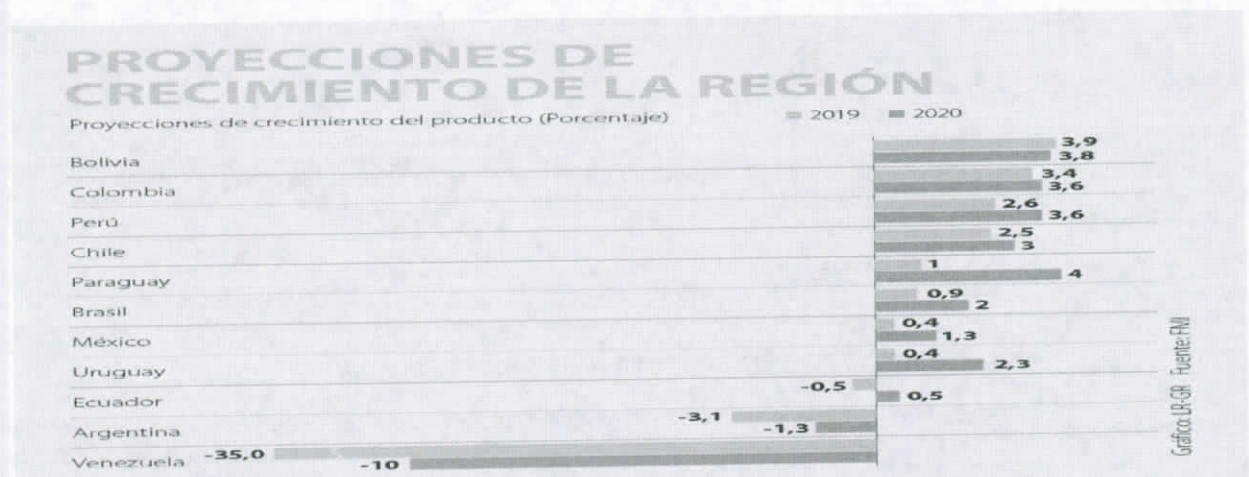 PROYECCIONES DE
CRECIMIENTO DE LA REGIÓN
Proyecciones de crecimiento del producto (Porcentaje) 2019 2020
Bolivia 3,9 3,8
Colombia 3,4 3,6
Perú 2,6 3,6
Chile 2,5 3
Paraguay 1 4
Brasil 0,9 2
México 0,4 1,3
Uruguay 0,4 2,3
Ecuador -0,5 0,5
Argentina -3,1 -1,3
Venezuela -35,0 -10
Gráfico: LR-GR Fuente: FMI